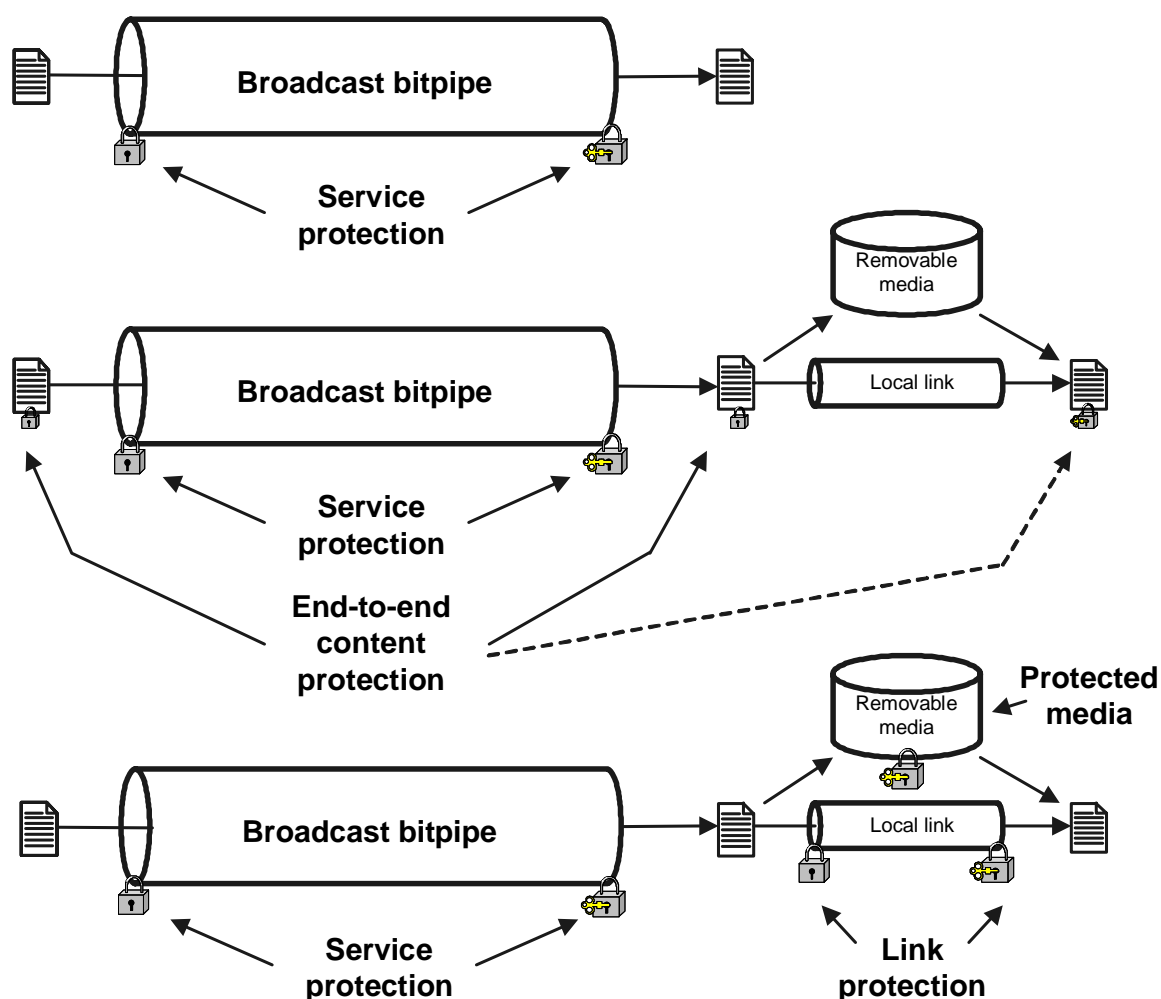 Broadcast bitpipe
Service
protection
Removable
media
Broadcast bitpipe
Local link
Service
protection
End-to-end
content
protection
Removable
media
Protected
media
Broadcast bitpipe
Local link
Service
protection
Link
protection